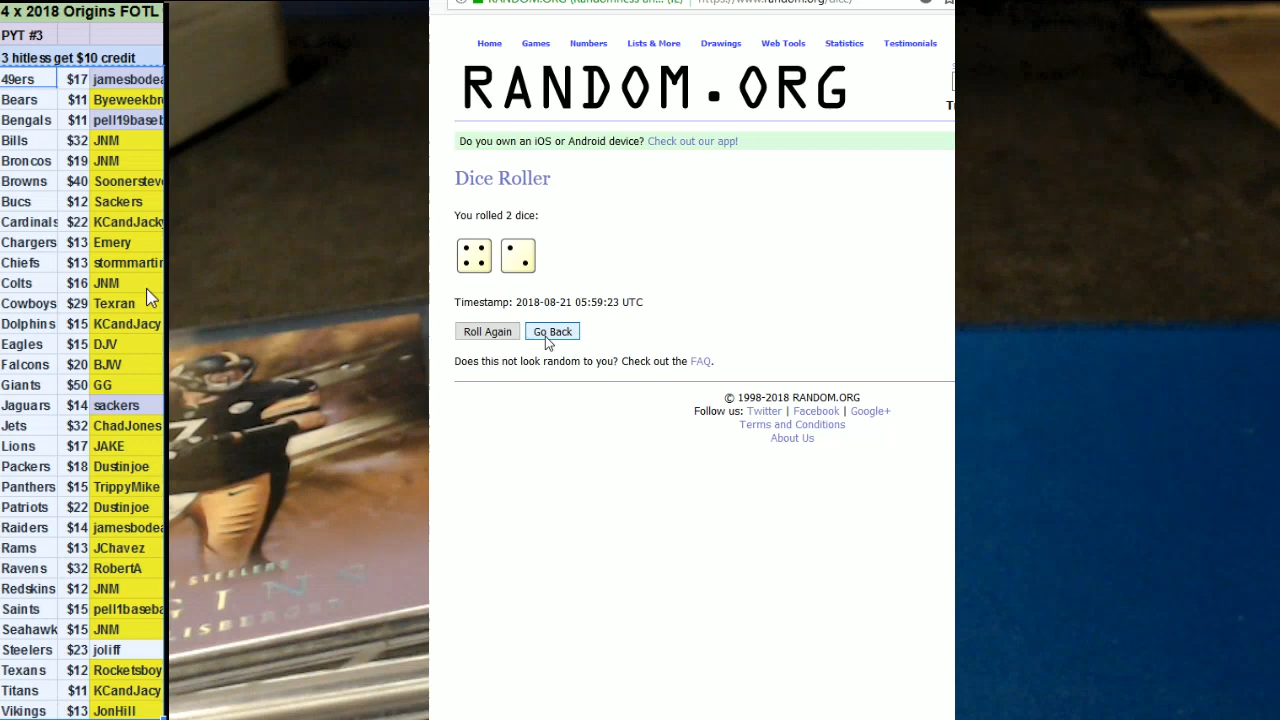 4 x 2018 Origins FOTL
PYT #3
3 hitless get $10 credit
49ers $17 jamesbodea
Bears $11 Byeweekbr
Bengals $11 pell19baseb
Bills $32 JNM
Broncos $19 JNM
Browns $40 Soonersteve
Bucs $12 Sackers
Cardinals $22 KCandJacky
Chargers $13 Emery
Chiefs $13 stormmartin
Colts $16 JNM
Cowboys $29 Texran
Dolphins $15 KCandJacy
Eagles $15 DJV
Falcons $20 BJW
Giants $50 GG
Jaguars $14 sackers
Jets $32 ChadJones
Lions $17 JAKE
Packers $18 Dustinjoe
Panthers $15 TrippyMike
Patriots $22 Dustinjoe
Raiders $14 jamesbodea
Rams $13 JChavez
Ravens $32 RobertA
Redskins $12 JNM
Saints $15 pell1baseba
Seahawk $15 JNM
Steelers $23 joliff
Texans $12 Rocketsboy
Titans $11 KCandJacy
Vikings $13 JonHill
STEELERS
Home Games Numbers Lists & More Drawings Web Tools Statistics Testimonials
RANDOM.ORG
Do you own an iOS or Android device? Check out our app!
Dice Roller
You rolled 2 dice:
Timestamp: 2018-08-21 05:59:23 UTC
Roll Again Go Back
Does this not look random to you? Check out the FAQ.
© 1998-2018 RANDOM.ORG
Follow us: Twitter | Facebook | Google+
Terms and Conditions
About Us